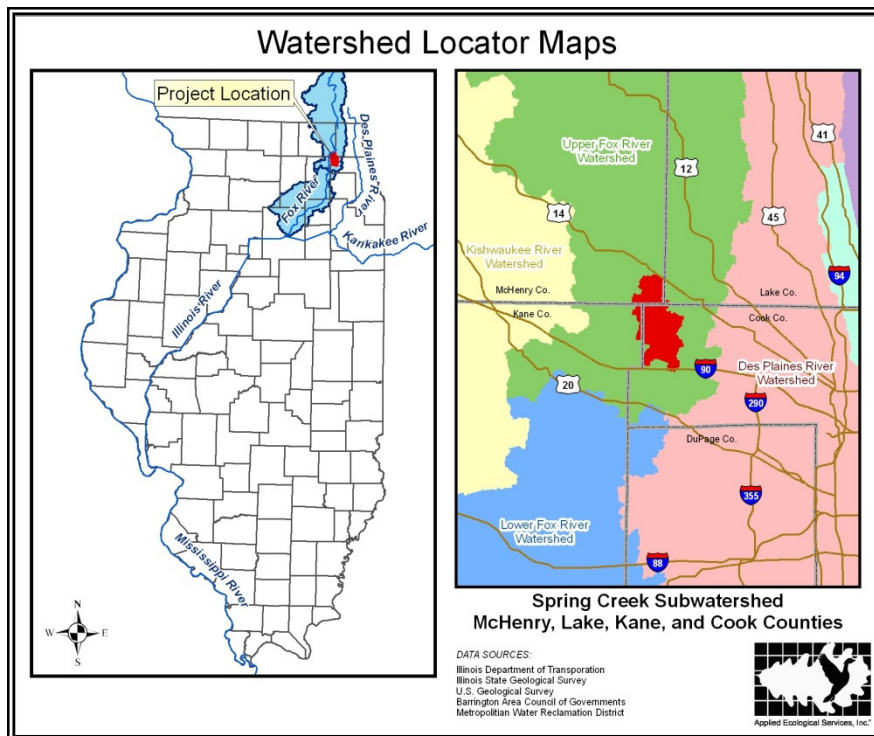 Watershed Locator Maps
Project Location
Des Plaines River
Fox River
Kankakee River
Illinois River
Mississippi River
N
W
E
S
41
Upper Fox River
Watershed
12
14
45
Kishwaukee River
Watershed
94
McHenry Co.
Lake Co.
Kane Co.
Cook Co.
90
Des Plaines River
Watershed
20
290
DuPage Co.
355
Lower Fox River
Watershed
88
Spring Creek Subwatershed
McHenry, Lake, Kane, and Cook Counties
DATA SOURCES:
Illinois Department of Transporation
Illinois State Geological Survey
U.S. Geological Survey
Barrington Area Council of Governments
Metropolitan Water Reclamation District
Applied Ecological Services, Inc.™